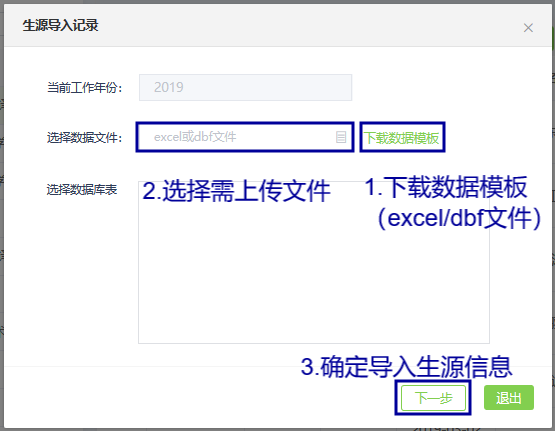 生源导入记录
当前工作年份：
2019
选择数据文件：
excel或dbf文件
下载数据模板
选择数据库表
2.选择需上传文件
1.下载数据模板
（excel/dbf文件）
3.确定导入生源信息
下一步
退出